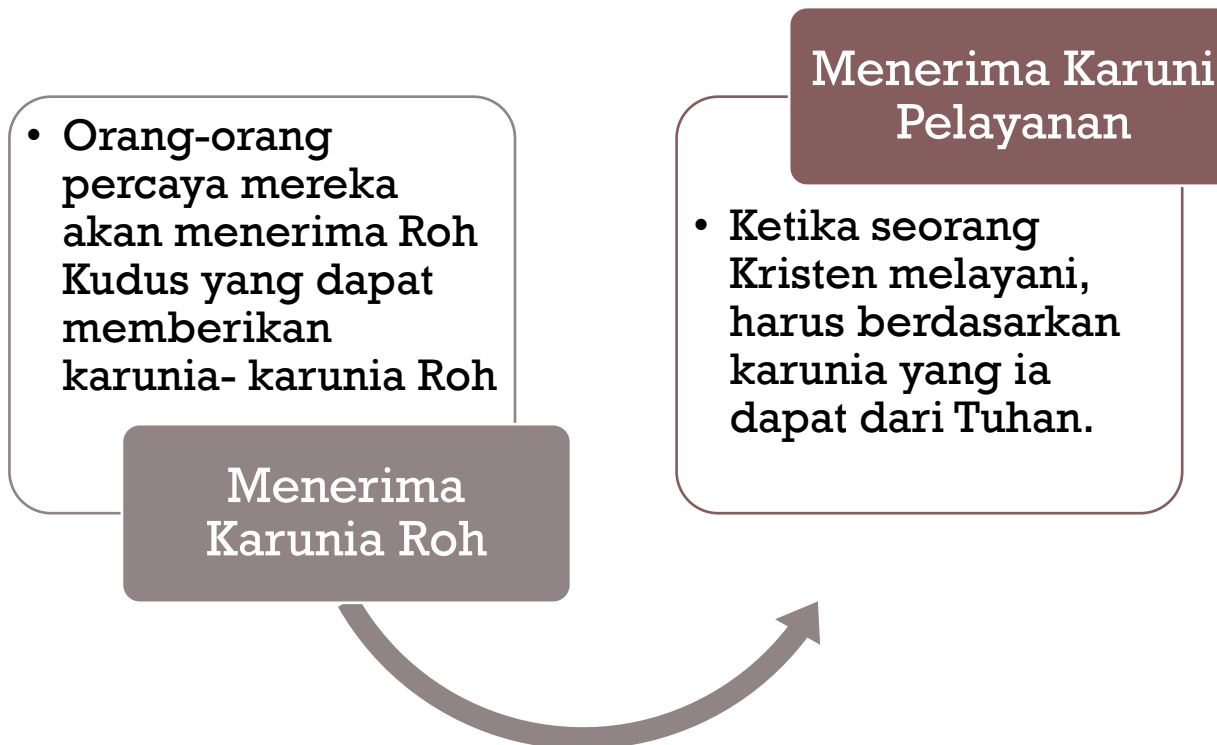 • Orang-orang
percaya mereka
akan menerima Roh
Kudus yang dapat
memberikan
karunia- karunia Roh
Menerima
Karunia Roh
Menerima Karuni
Pelayanan
• Ketika seorang
Kristen melayani,
harus berdasarkan
karunia yang ia
dapat dari Tuhan.